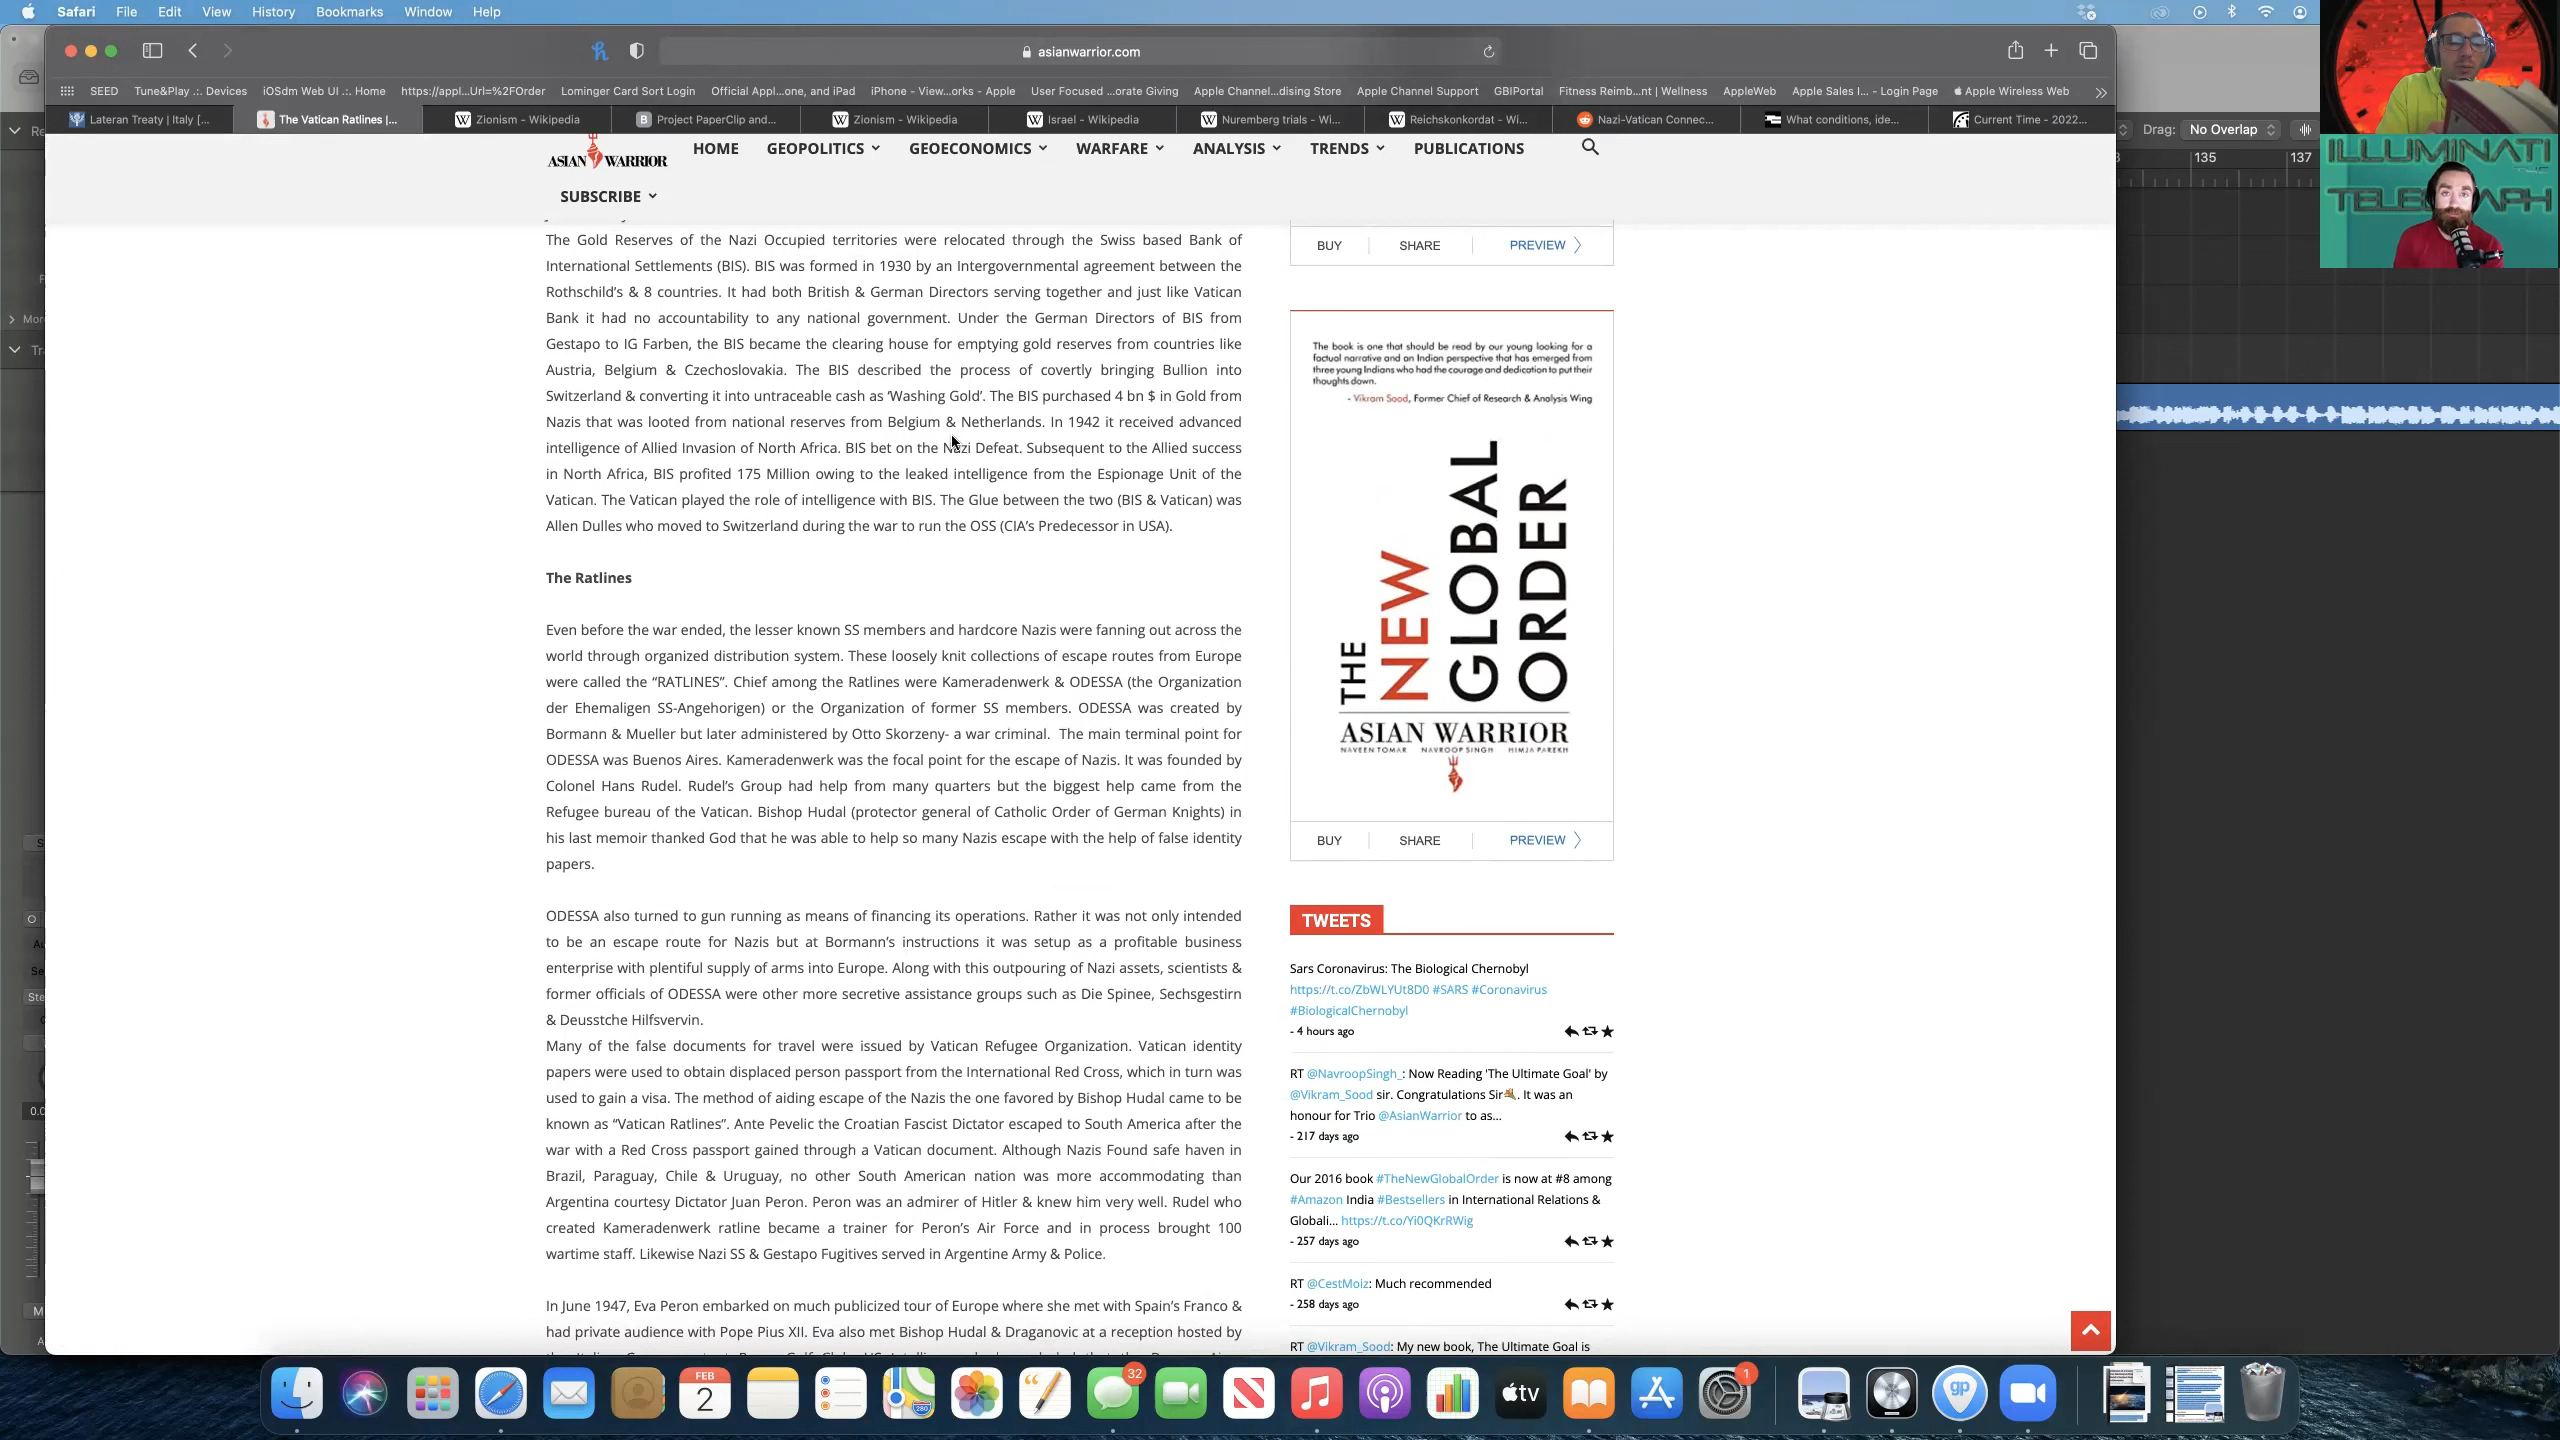 Safari File Edit View History Bookmarks Window Help
asianwarrior.com
SEED Tune&Play .:. Devices iOSdm Web UI .:. Home https://appl...Url=%2FOrder Lominger Card Sort Login Official Appl...one, and iPad iPhone - View...orks - Apple User Focused ...orate Giving Apple Channel...dising Store Apple Channel Support GBIPortal Fitness Reimb...nt | Wellness AppleWeb Apple Sales I... - Login Page Apple Wireless Web
Lateran Treaty | Italy [... The Vatican Ratlines |... Zionism - Wikipedia Project PaperClip and... Zionism - Wikipedia Israel - Wikipedia Nuremberg trials - Wi... Reichskonkordat - Wi... Nazi-Vatican Connec... What conditions, ide... Current Time - 2022...
Drag: No Overlap
135 137
ILLUMINATI
THE
TELEGRAPH
ASIAN WARRIOR
HOME GEOPOLITICS GEOECONOMICS WARFARE ANALYSIS TRENDS PUBLICATIONS
SUBSCRIBE
The Gold Reserves of the Nazi Occupied territories were relocated through the Swiss based Bank of
International Settlements (BIS). BIS was formed in 1930 by an Intergovernmental agreement between the
Rothschild's & 8 countries. It had both British & German Directors serving together and just like Vatican
Bank it had no accountability to any national government. Under the German Directors of BIS from
Gestapo to IG Farben, the BIS became the clearing house for emptying gold reserves from countries like
Austria, Belgium & Czechoslovakia. The BIS described the process of covertly bringing Bullion into
Switzerland & converting it into untraceable cash as 'Washing Gold'. The BIS purchased 4 bn $ in Gold from
Nazis that was looted from national reserves from Belgium & Netherlands. In 1942 it received advanced
intelligence of Allied Invasion of North Africa. BIS bet on the Nazi Defeat. Subsequent to the Allied success
in North Africa, BIS profited 175 Million owing to the leaked intelligence from the Espionage Unit of the
Vatican. The Vatican played the role of intelligence with BIS. The Glue between the two (BIS & Vatican) was
Allen Dulles who moved to Switzerland during the war to run the OSS (CIA's Predecessor in USA).
The Ratlines
Even before the war ended, the lesser known SS members and hardcore Nazis were fanning out across the
world through organized distribution system. These loosely knit collections of escape routes from Europe
were called the “RATLINES”. Chief among the Ratlines were Kameradenwerk & ODESSA (the Organization
der Ehemaligen SS-Angehorigen) or the Organization of former SS members. ODESSA was created by
Bormann & Mueller but later administered by Otto Skorzeny- a war criminal. The main terminal point for
ODESSA was Buenos Aires. Kameradenwerk was the focal point for the escape of Nazis. It was founded by
Colonel Hans Rudel. Rudel's Group had help from many quarters but the biggest help came from the
Refugee bureau of the Vatican. Bishop Hudal (protector general of Catholic Order of German Knights) in
his last memoir thanked God that he was able to help so many Nazis escape with the help of false identity
papers.
ODESSA also turned to gun running as means of financing its operations. Rather it was not only intended
to be an escape route for Nazis but at Bormann's instructions it was setup as a profitable business
enterprise with plentiful supply of arms into Europe. Along with this outpouring of Nazi assets, scientists &
former officials of ODESSA were other more secretive assistance groups such as Die Spinee, Sechsgestirn
& Deusstche Hilfsvervin.
Many of the false documents for travel were issued by Vatican Refugee Organization. Vatican identity
papers were used to obtain displaced person passport from the International Red Cross, which in turn was
used to gain a visa. The method of aiding escape of the Nazis the one favored by Bishop Hudal came to be
known as “Vatican Ratlines”. Ante Pevelic the Croatian Fascist Dictator escaped to South America after the
war with a Red Cross passport gained through a Vatican document. Although Nazis Found safe haven in
Brazil, Paraguay, Chile & Uruguay, no other South American nation was more accommodating than
Argentina courtesy Dictator Juan Peron. Peron was an admirer of Hitler & knew him very well. Rudel who
created Kameradenwerk ratline became a trainer for Peron's Air Force and in process brought 100
wartime staff. Likewise Nazi SS & Gestapo Fugitives served in Argentine Army & Police.
In June 1947, Eva Peron embarked on much publicized tour of Europe where she met with Spain's Franco &
had private audience with Pope Pius XII. Eva also met Bishop Hudal & Draganovic at a reception hosted by
BUY SHARE PREVIEW
The book is one that should be read by our young looking for a
factual narrative and an Indian perspective that has emerged from
three young Indians who had the courage and dedication to put their
thoughts down.
- Vikram Sood, Former Chief of Research & Analysis Wing
THE
NEW
GLOBAL
ORDER
ASIAN WARRIOR
NAVEEN TOMAR NAVROOP SINGH HIMJA PAREKH
BUY SHARE PREVIEW
TWEETS
Sars Coronavirus: The Biological Chernobyl
https://t.co/ZbWLYUt8D0 #SARS #Coronavirus
#BiologicalChernobyl
- 4 hours ago
RT @NavroopSingh_: Now Reading 'The Ultimate Goal' by
@Vikram_Sood sir. Congratulations Sir. It was an
honour for Trio @AsianWarrior to as...
- 217 days ago
Our 2016 book #TheNewGlobalOrder is now at #8 among
#Amazon India #Bestsellers in International Relations &
Globali... https://t.co/Yi0QKrRWig
- 257 days ago
RT @CestMoiz: Much recommended
- 258 days ago
RT @Vikram_Sood: My new book, The Ultimate Goal is
FEB
2
32
280
tv
1
gp